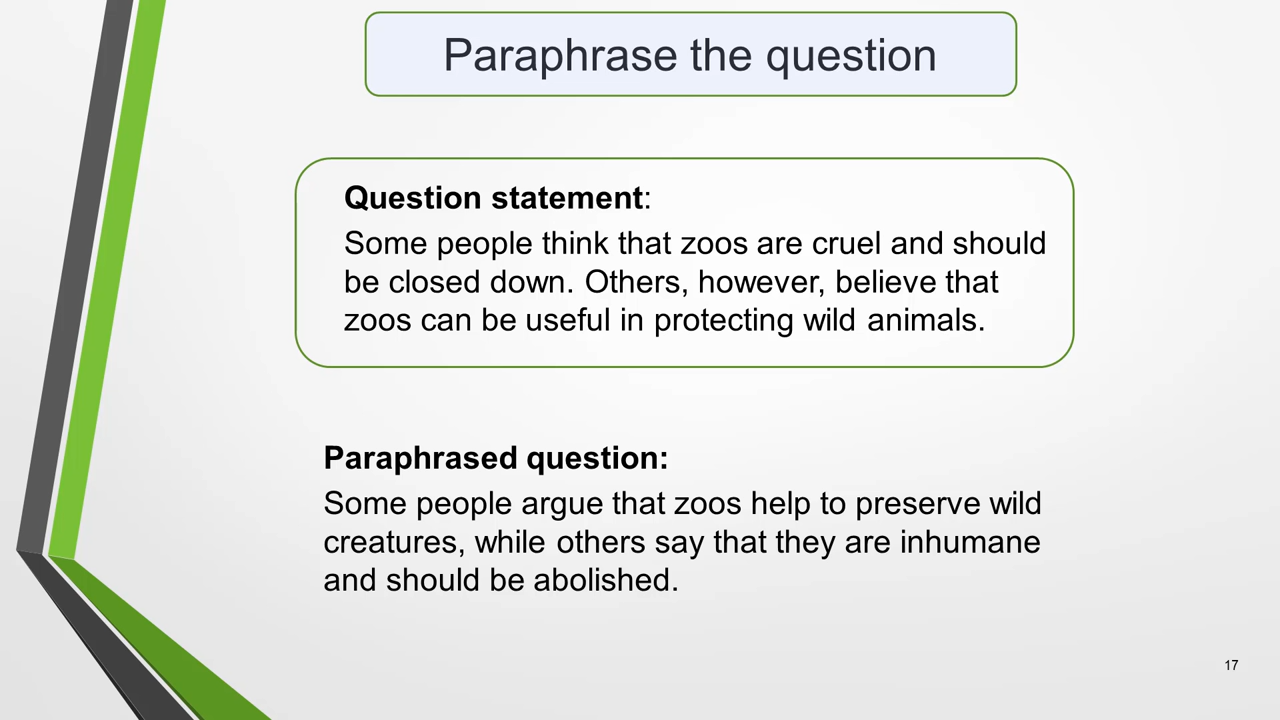 Paraphrase the question
Question statement:
Some people think that zoos are cruel and should
be closed down. Others, however, believe that
zoos can be useful in protecting wild animals.
Paraphrased question:
Some people argue that zoos help to preserve wild
creatures, while others say that they are inhumane
and should be abolished.
17